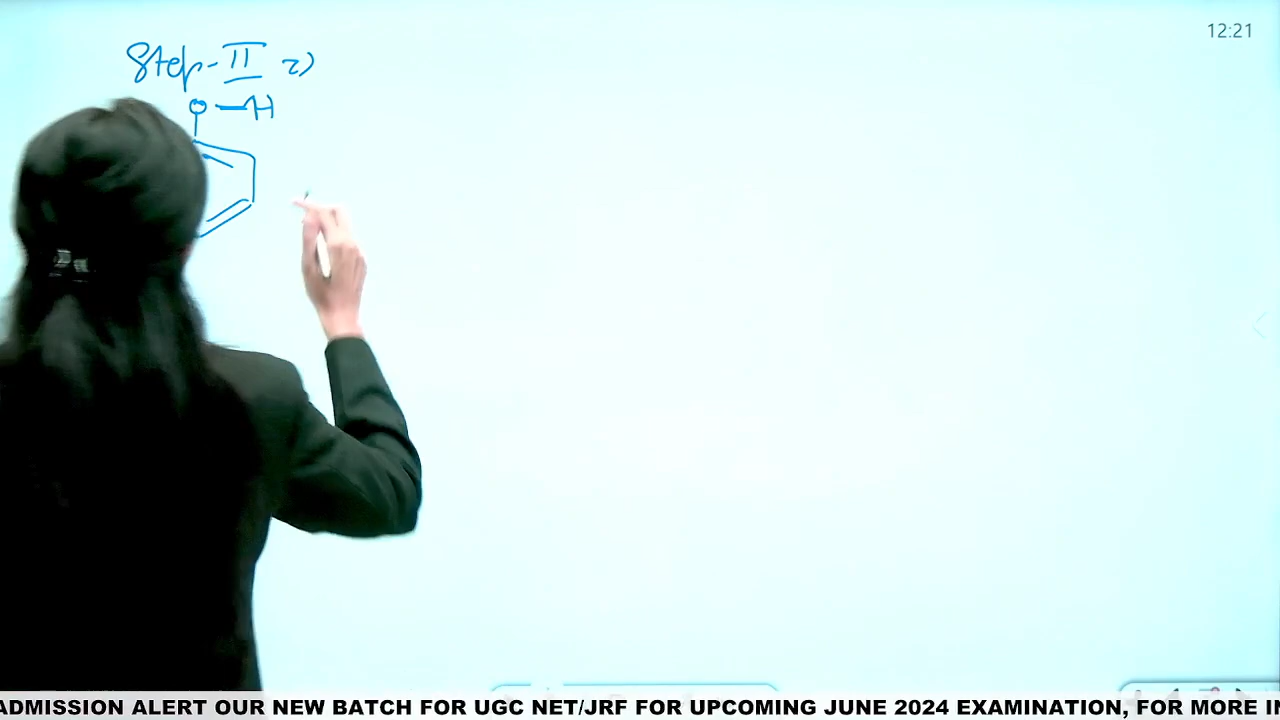 12:21
Step-II
O-H
ADMISSION ALERT OUR NEW BATCH FOR UGC NET/JRF FOR UPCOMING JUNE 2024 EXAMINATION, FOR MORE IN